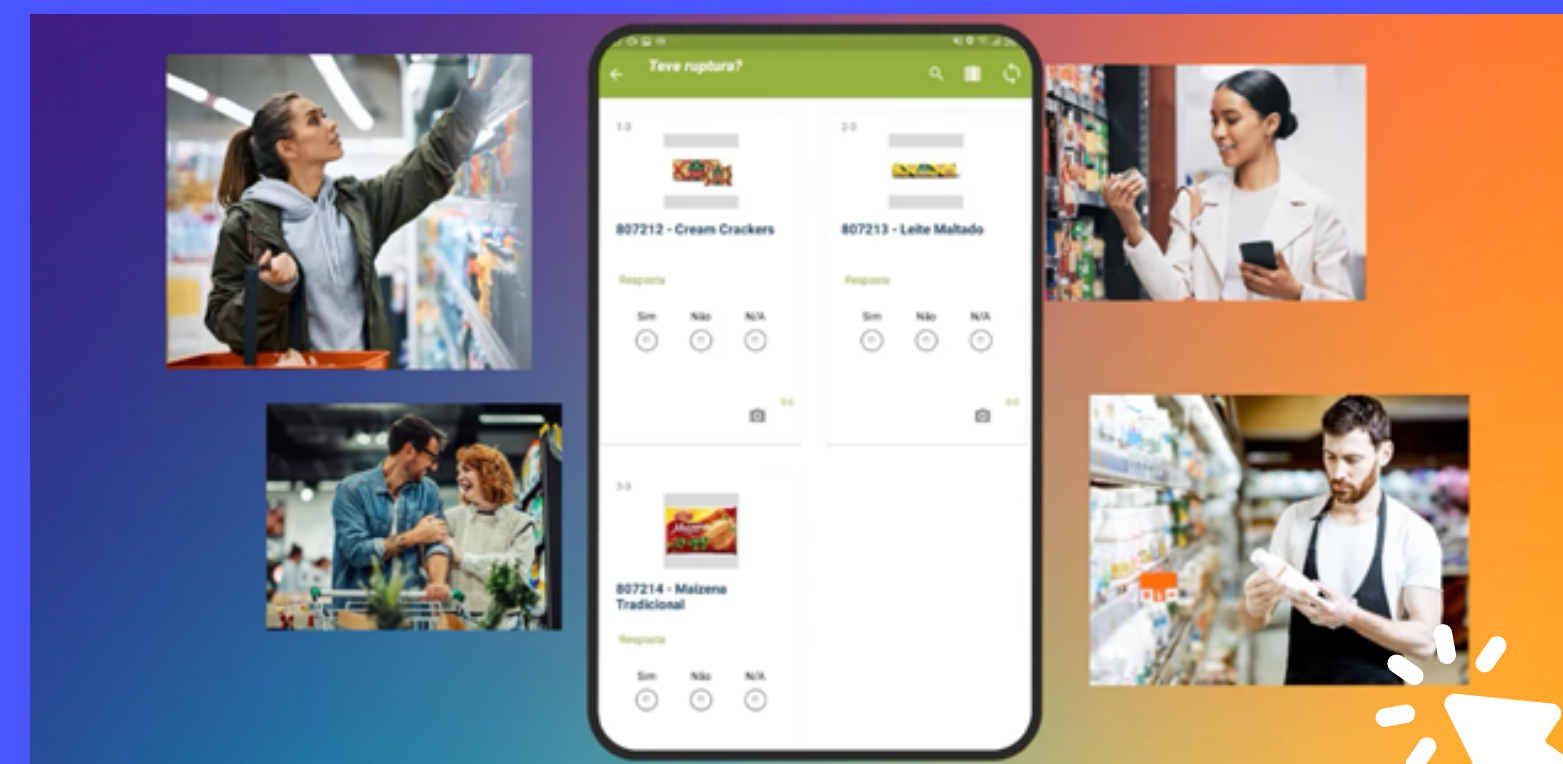 Teve ruptura?
1-3
807212 - Cream Crackers
Resposta
Sim Não N/A
2-3
807213 - Leite Maltado
Resposta
Sim Não N/A
3-3
Maizena
807214 - Maizena
Tradicional
Resposta
Sim Não N/A